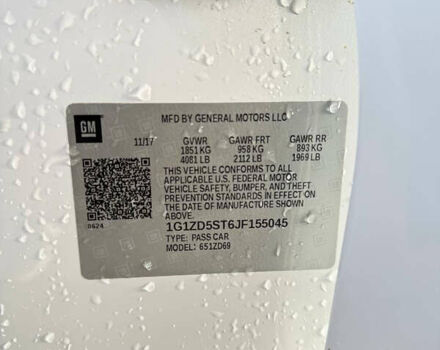 GM
MFD BY GENERAL MOTORS LLC
11/17 GVWR GAWR FRT GAWR RR
1851 KG 958 KG 893 KG
4081 LB 2112 LB 1969 LB
THIS VEHICLE CONFORMS TO ALL
APPLICABLE U.S. FEDERAL MOTOR
VEHICLE SAFETY, BUMPER, AND THEFT
PREVENTION STANDARDS IN EFFECT ON
THE DATE OF MANUFACTURE SHOWN ABOVE.
0624
1G1ZD5ST6JF155045
TYPE: PASS CAR
MODEL: 651ZD69